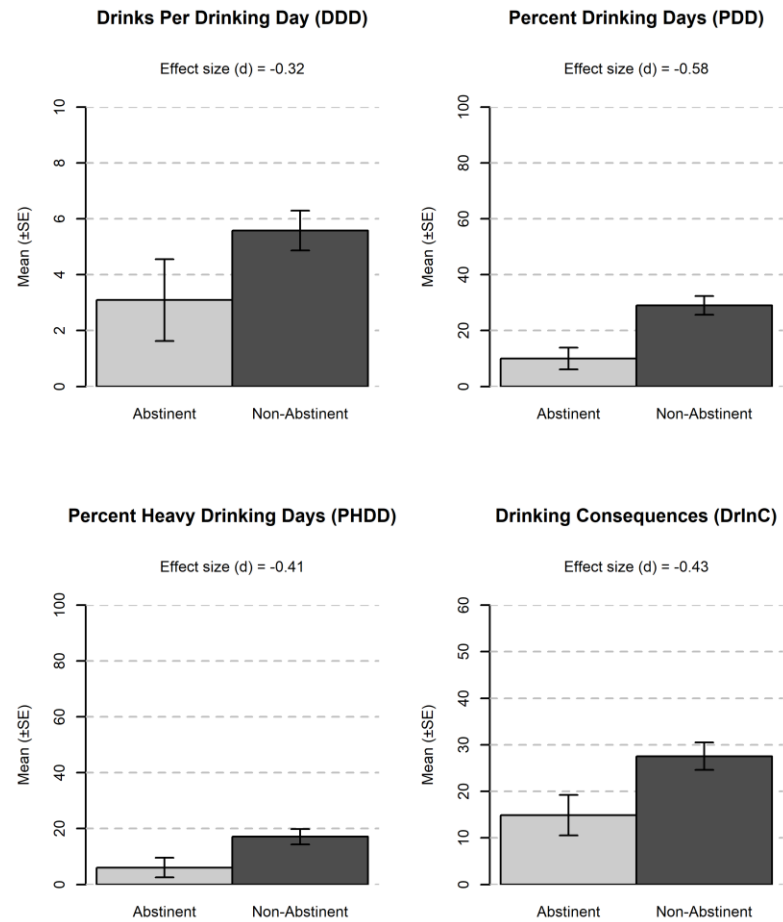 Drinks Per Drinking Day (DDD)
Effect size (d) = -0.32
Mean (±SE)
10
8
6
4
2
0
Abstinent Non-Abstinent
Percent Drinking Days (PDD)
Effect size (d) = -0.58
Mean (±SE)
100
80
60
40
20
0
Abstinent Non-Abstinent
Percent Heavy Drinking Days (PHDD)
Effect size (d) = -0.41
Mean (±SE)
100
80
60
40
20
0
Abstinent Non-Abstinent
Drinking Consequences (DrInC)
Effect size (d) = -0.43
Mean (±SE)
60
50
40
30
20
10
0
Abstinent Non-Abstinent